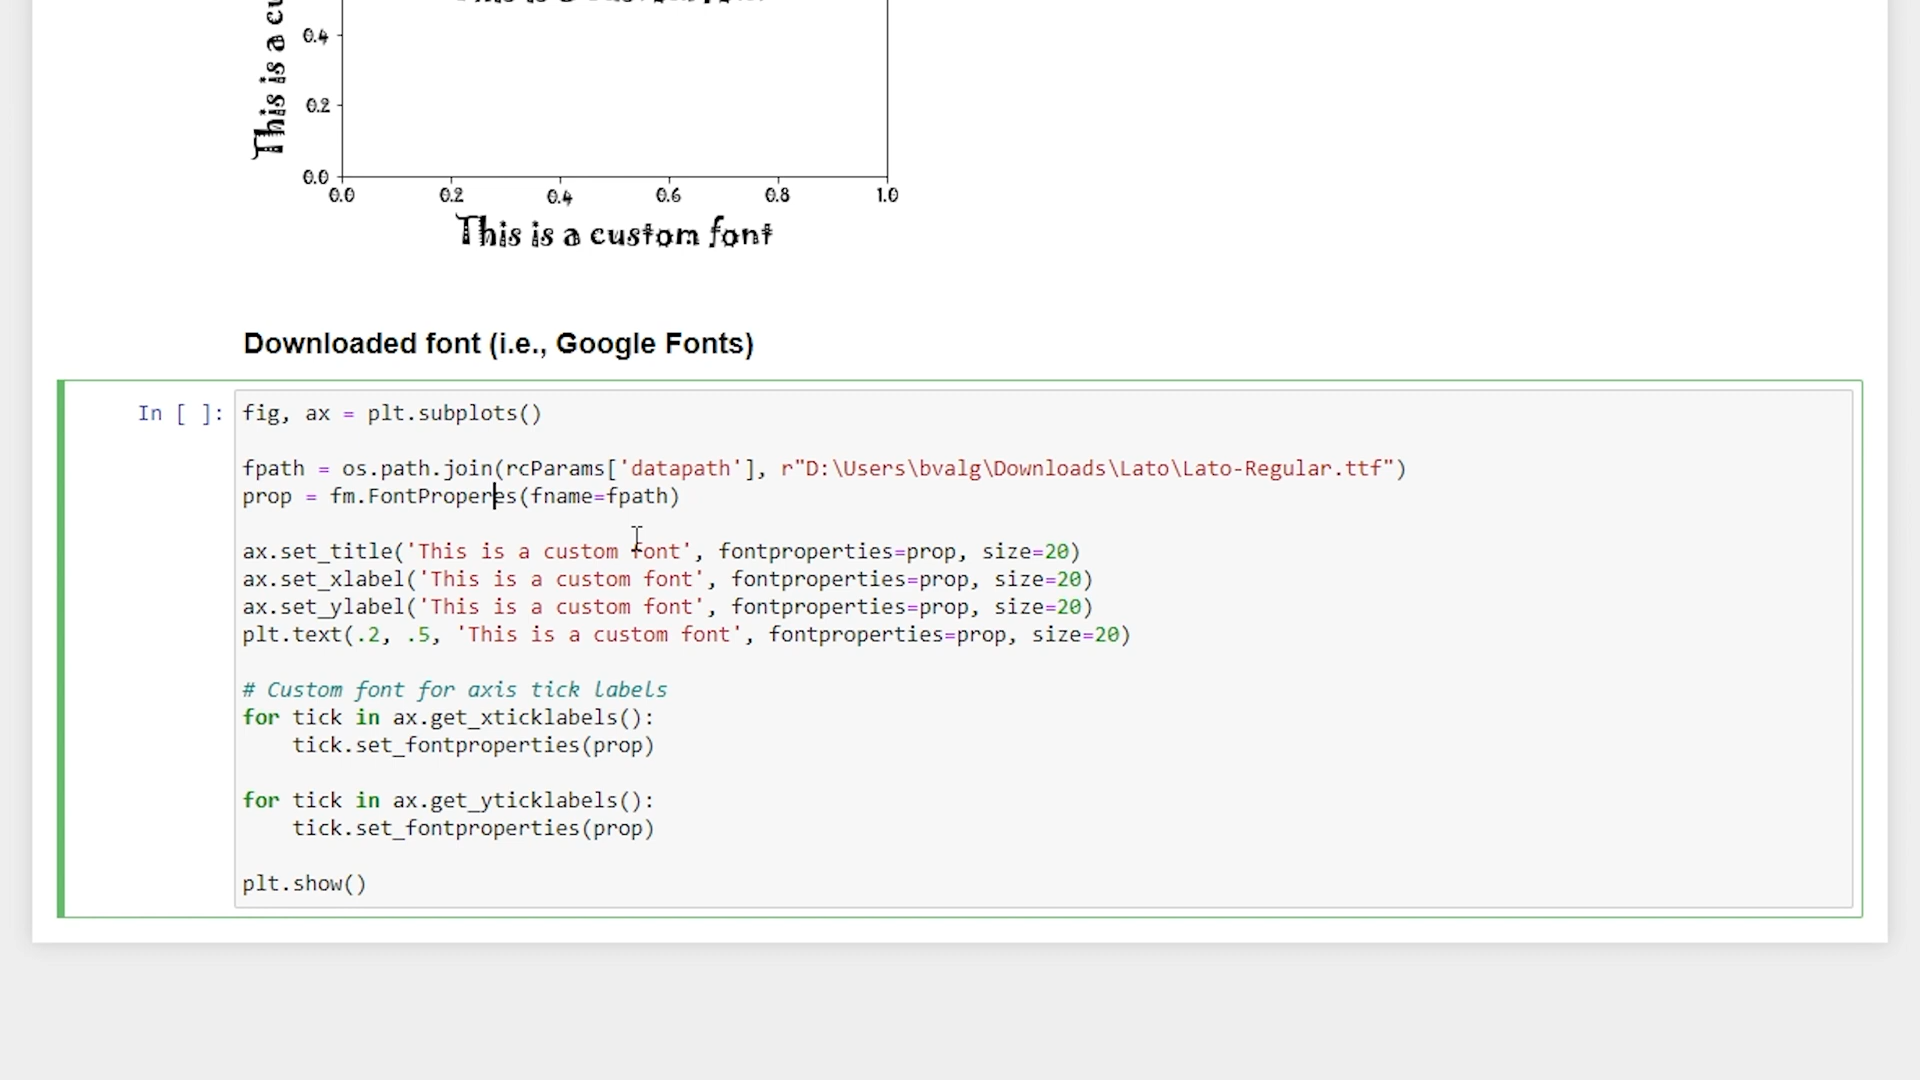 This is a cu
0.4
0.2
0.0
0.0 0.2 0.4 0.6 0.8 1.0
This is a custom font
Downloaded font (i.e., Google Fonts)
In [ ]:
fig, ax = plt.subplots()
fpath = os.path.join(rcParams['datapath'], r"D:\Users\bvalg\Downloads\Lato\Lato-Regular.ttf")
prop = fm.FontProperes(fname=fpath)
ax.set_title('This is a custom font', fontproperties=prop, size=20)
ax.set_xlabel('This is a custom font', fontproperties=prop, size=20)
ax.set_ylabel('This is a custom font', fontproperties=prop, size=20)
plt.text(.2, .5, 'This is a custom font', fontproperties=prop, size=20)
# Custom font for axis tick labels
for tick in ax.get_xticklabels():
    tick.set_fontproperties(prop)
for tick in ax.get_yticklabels():
    tick.set_fontproperties(prop)
plt.show()